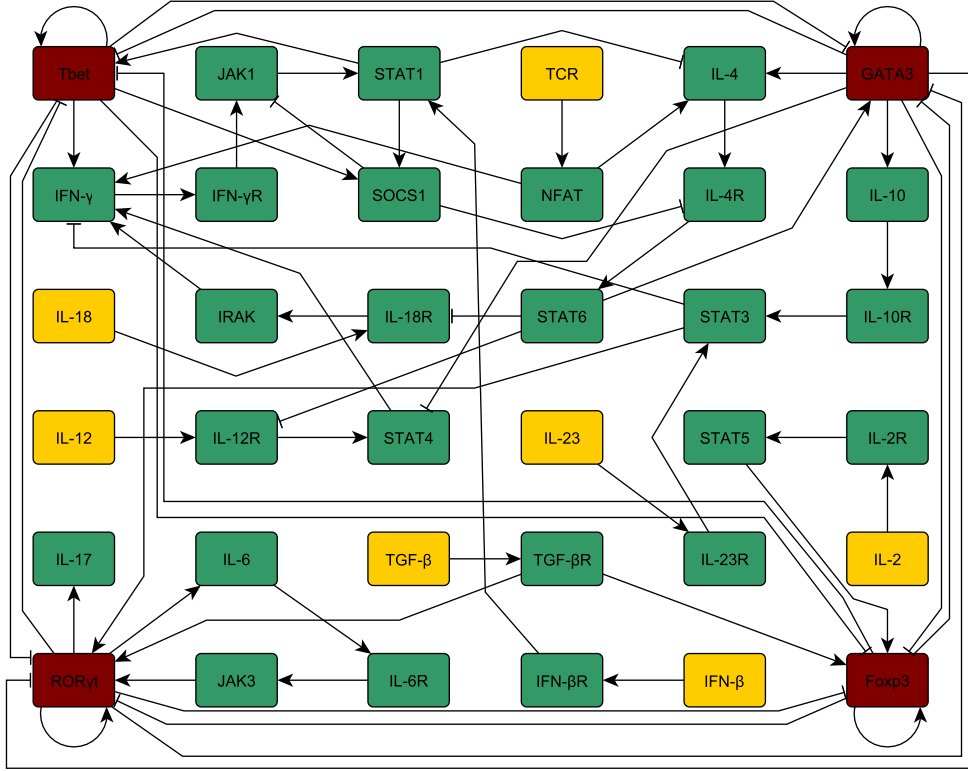 Tbet
JAK1
STAT1
TCR
IL-4
GATA3
IFN-γ
IFN-γR
SOCS1
NFAT
IL-4R
IL-10
IL-18
IRAK
IL-18R
STAT6
STAT3
IL-10R
IL-12
IL-12R
STAT4
IL-23
STAT5
IL-2R
IL-17
IL-6
TGF-β
TGF-βR
IL-23R
IL-2
RORγt
JAK3
IL-6R
IFN-βR
IFN-β
Foxp3